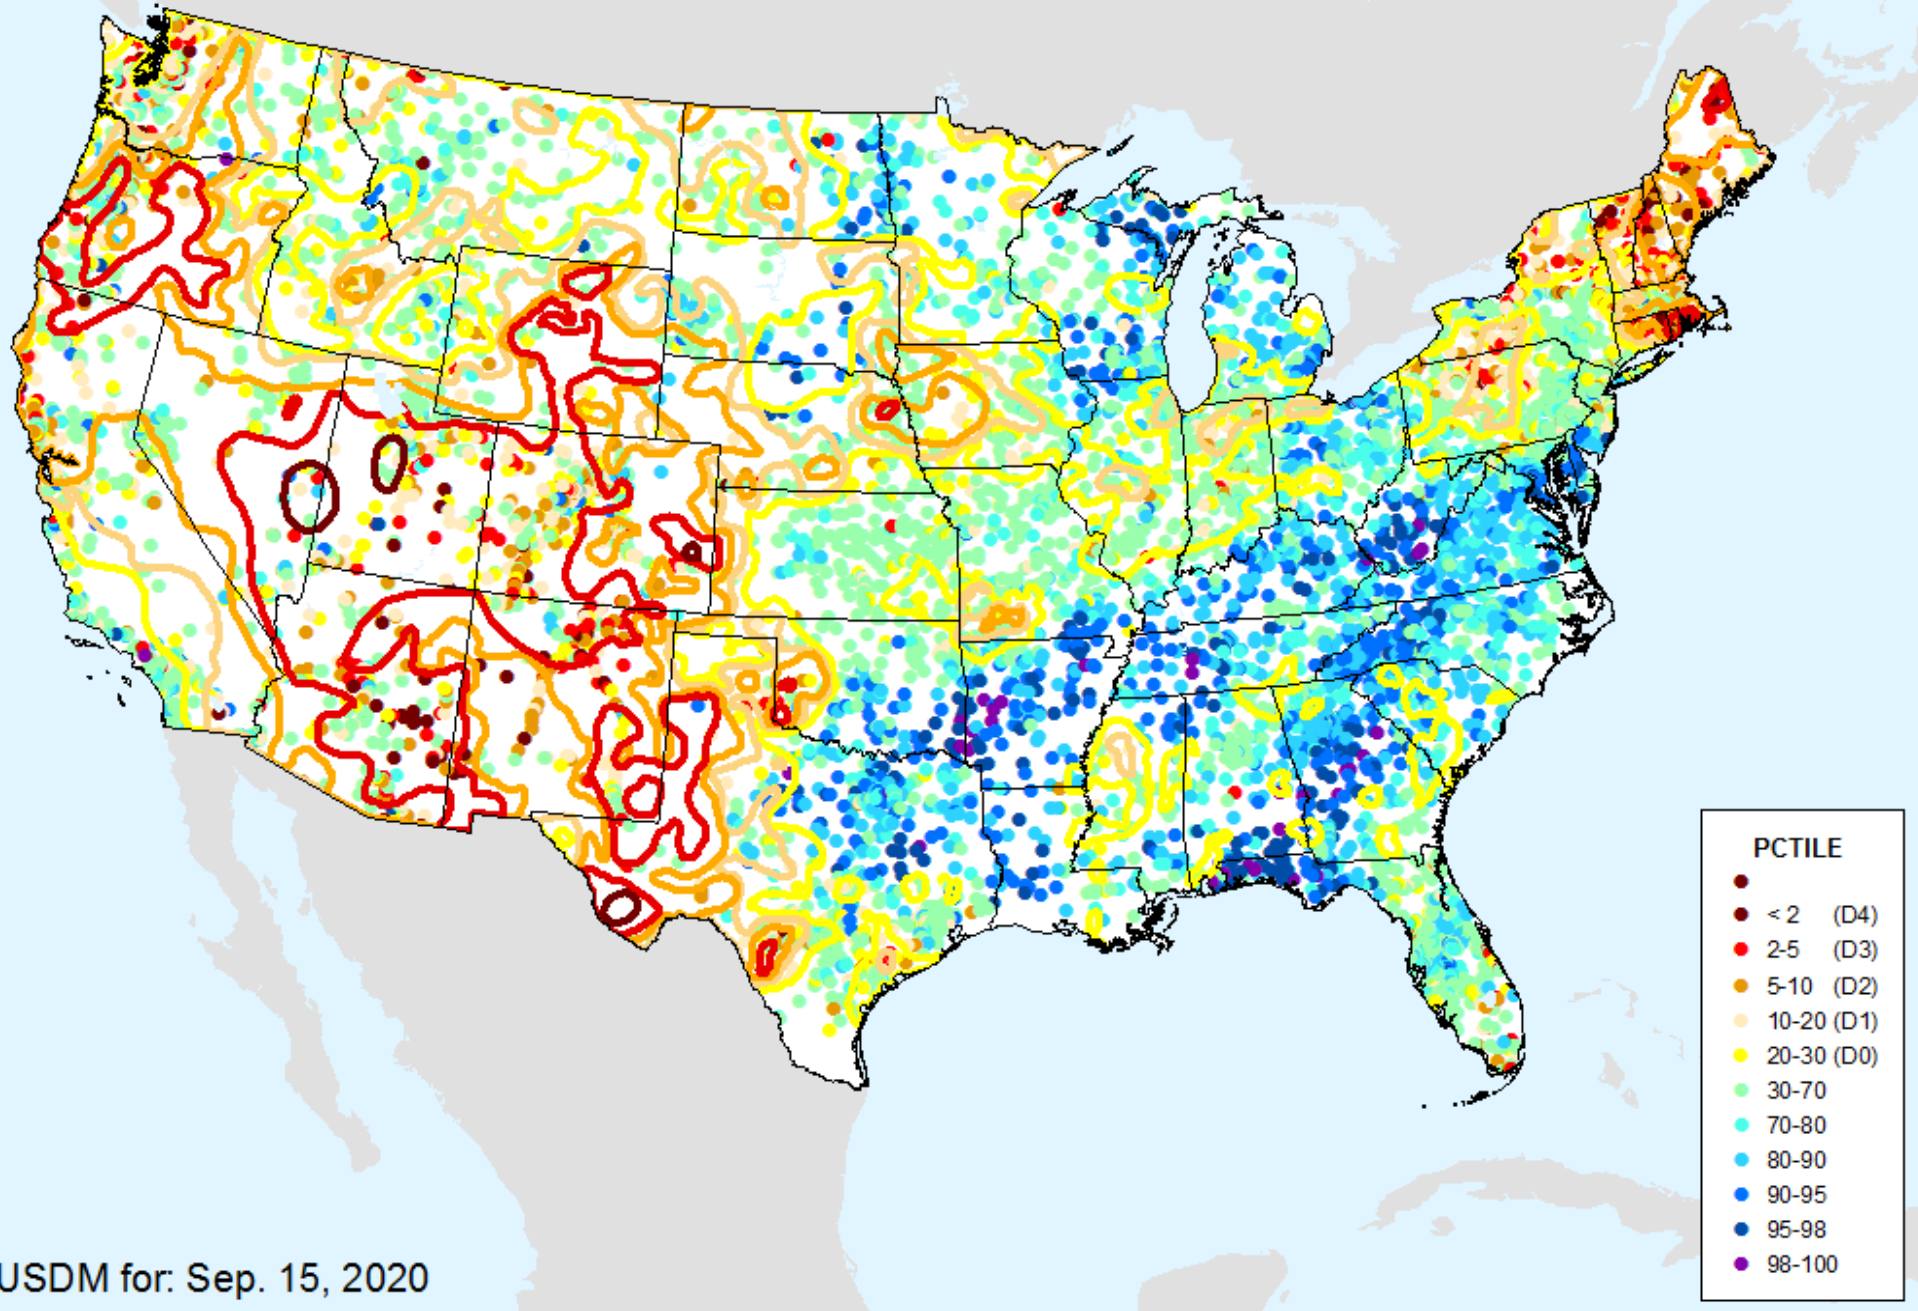 PCTILE
< 2 (D4)
2-5 (D3)
5-10 (D2)
10-20 (D1)
20-30 (D0)
30-70
70-80
80-90
90-95
95-98
98-100
USDM for: Sep. 15, 2020